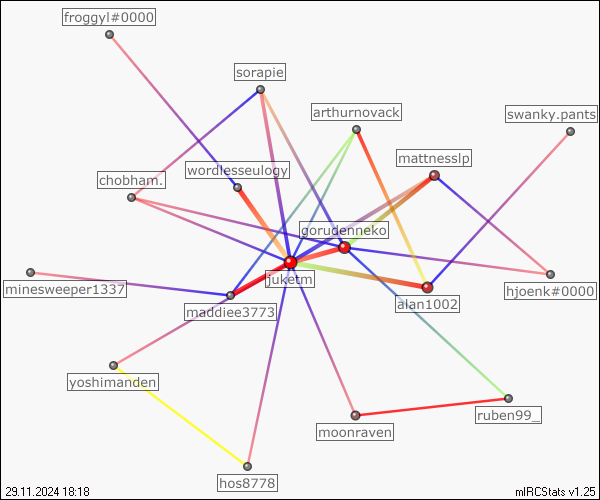 froggyl#0000
sorapie
arthurnovack
swanky.pants
mattnesslp
wordlesseulogy
chobham.
gorudenneko
juketm
minesweeper1337
hjoenk#0000
maddiee3773
alan1002
yoshimanden
ruben99_
moonraven
hos8778
29.11.2024 18:18
mIRCStats v1.25